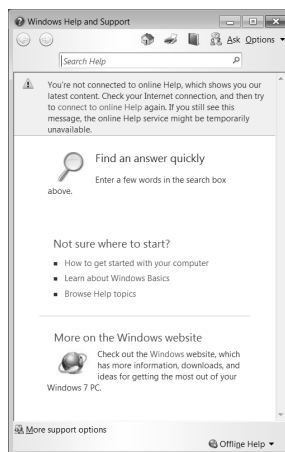 Windows Help and Support
Ask Options
Search Help
You're not connected to online Help, which shows you our
latest content. Check your Internet connection, and then try
to connect to online Help again. If you still see this
message, the online Help service might be temporarily
unavailable.
Find an answer quickly
Enter a few words in the search box
above.
Not sure where to start?
How to get started with your computer
Learn about Windows Basics
Browse Help topics
More on the Windows website
Check out the Windows website, which
has more information, downloads, and
ideas for getting the most out of your
Windows 7 PC.
More support options
Offline Help